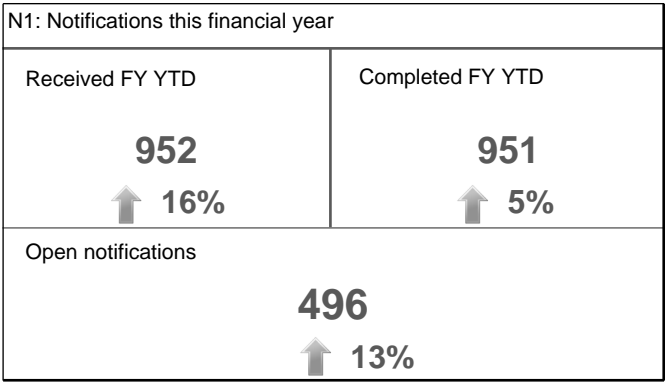 N1: Notifications this financial year
Received FY YTD
952
16%
Completed FY YTD
951
5%
Open notifications
496
13%